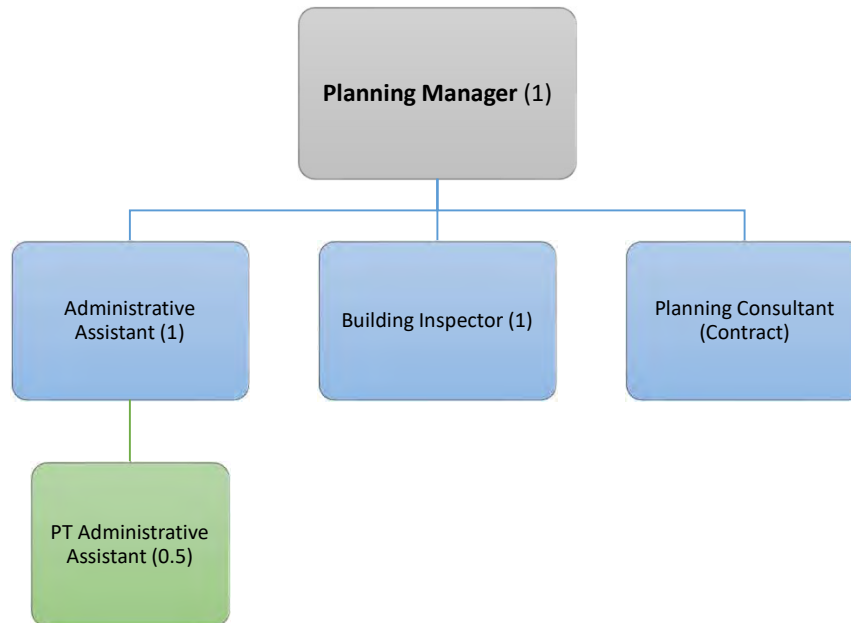 Planning Manager (1)
Administrative
Assistant (1)
Building Inspector (1)
Planning Consultant
(Contract)
PT Administrative
Assistant (0.5)